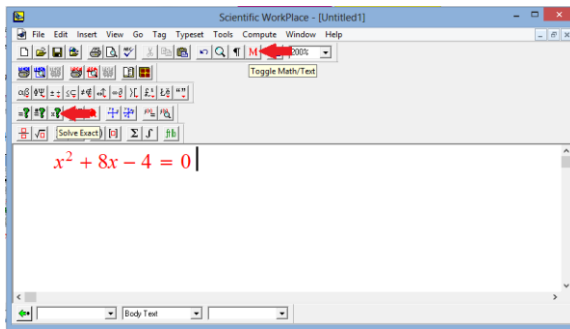 Scientific WorkPlace - [Untitled1]
File Edit Insert View Go Tag Typeset Tools Compute Window Help
200%
Toggle Math/Text
Solve Exact
x² + 8x − 4 = 0
Body Text